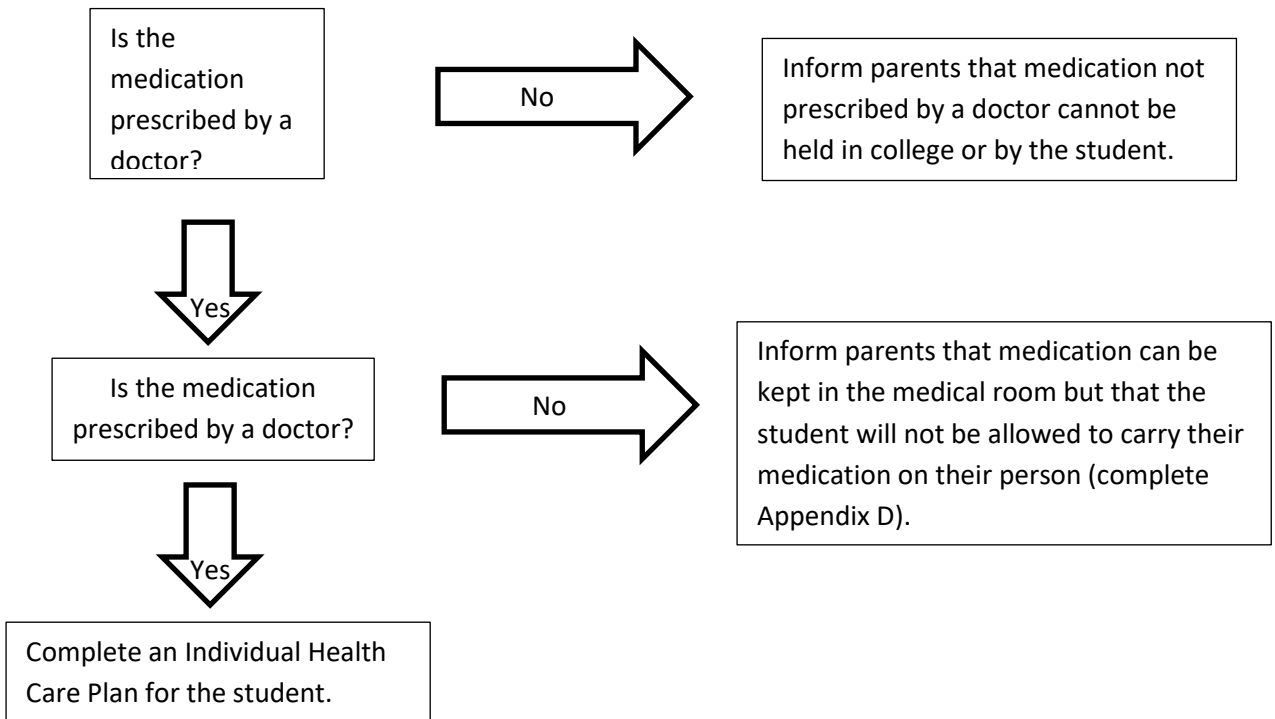 Is the
medication
prescribed by a
doctor?
No
Inform parents that medication not
prescribed by a doctor cannot be
held in college or by the student.
Yes
Is the medication
prescribed by a doctor?
No
Inform parents that medication can be
kept in the medical room but that the
student will not be allowed to carry their
medication on their person (complete
Appendix D).
Yes
Complete an Individual Health
Care Plan for the student.